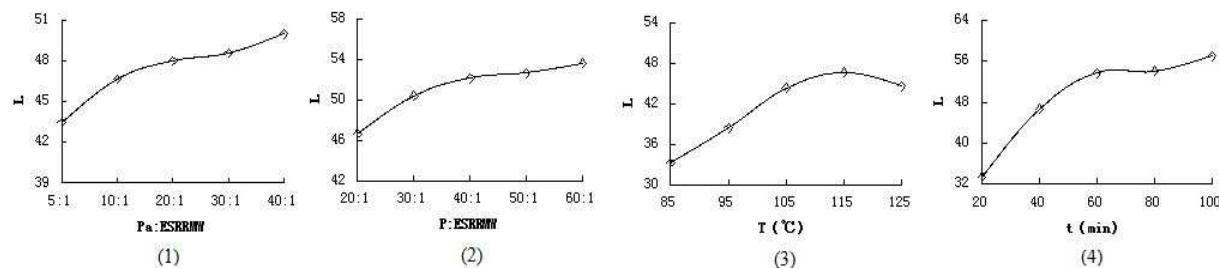 51
48
45
42
39
L
5:1 10:1 20:1 30:1 40:1
Pa:ESRRMW
(1)
58
54
50
46
42
L
20:1 30:1 40:1 50:1 60:1
P:ESRRMW
(2)
54
48
42
36
30
L
85 95 105 115 125
T(℃)
(3)
64
56
48
40
32
L
20 40 60 80 100
t(min)
(4)